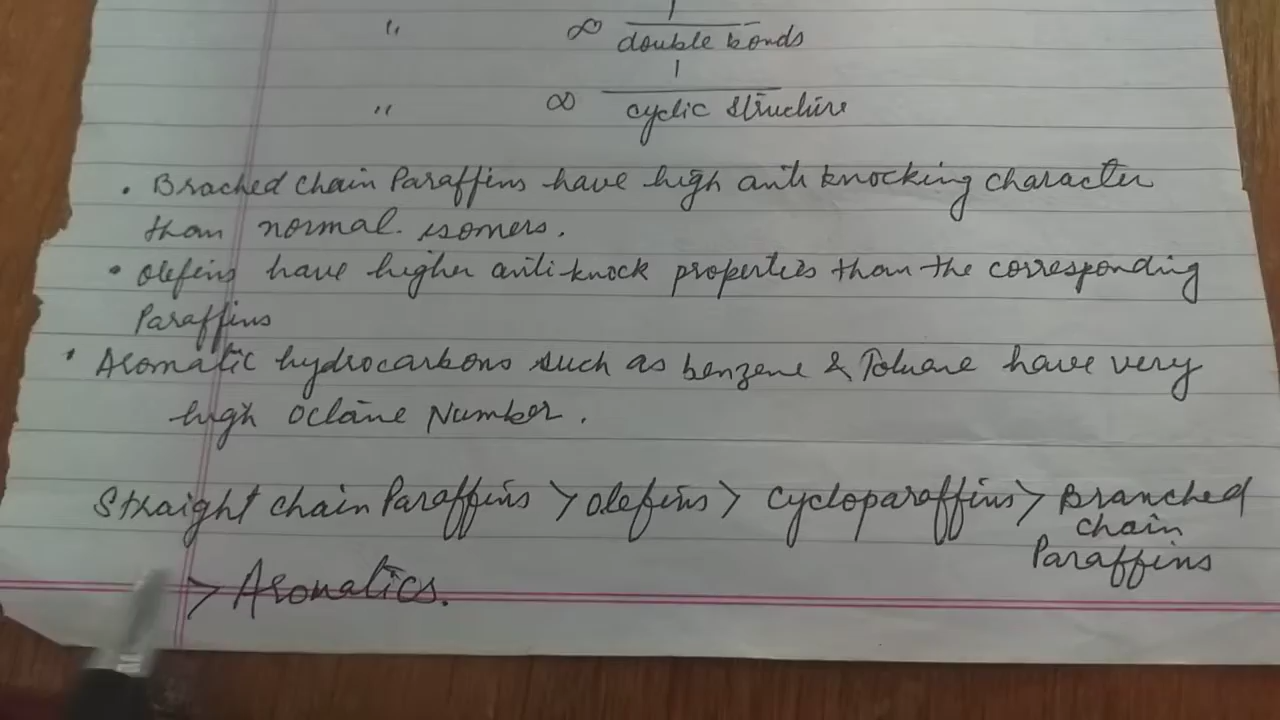 " ∞ 1
double bonds
" ∞ 1
cyclic structure
• Brached chain Paraffins have high anti knocking character
than normal. isomers.
• Olefins have higher anti-knock properties than the corresponding
Paraffins
• Aromatic hydrocarbons such as benzene & Toluene have very
high octane Number.
Straight chain Paraffins > olefins > cycloparaffins > Branched
chain
Paraffins
> Aromatics.